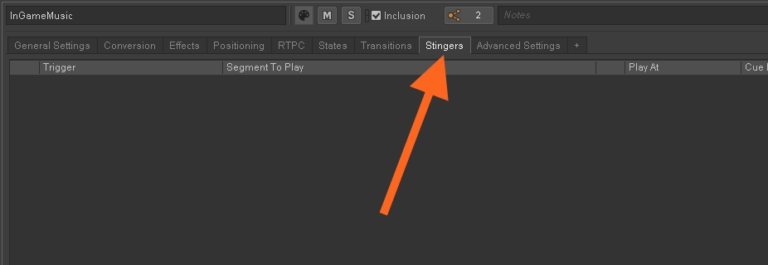 InGameMusic M S Inclusion 2 Notes
General Settings Conversion Effects Positioning RTPC States Transitions Stingers Advanced Settings +
Trigger Segment To Play Play At Cue